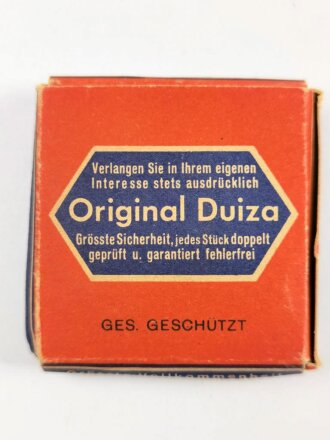 Verlangen Sie in Ihrem eigenen
Interesse stets ausdrücklich
Original Duiza
Grösste Sicherheit, jedes Stück doppelt
geprüft u. garantiert fehlerfrei
GES. GESCHÜTZT